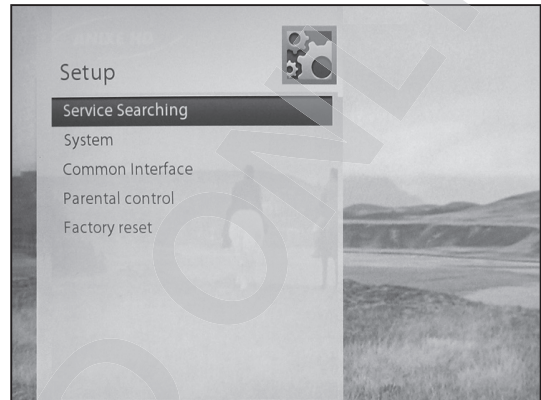 Setup
Service Searching
System
Common Interface
Parental control
Factory reset